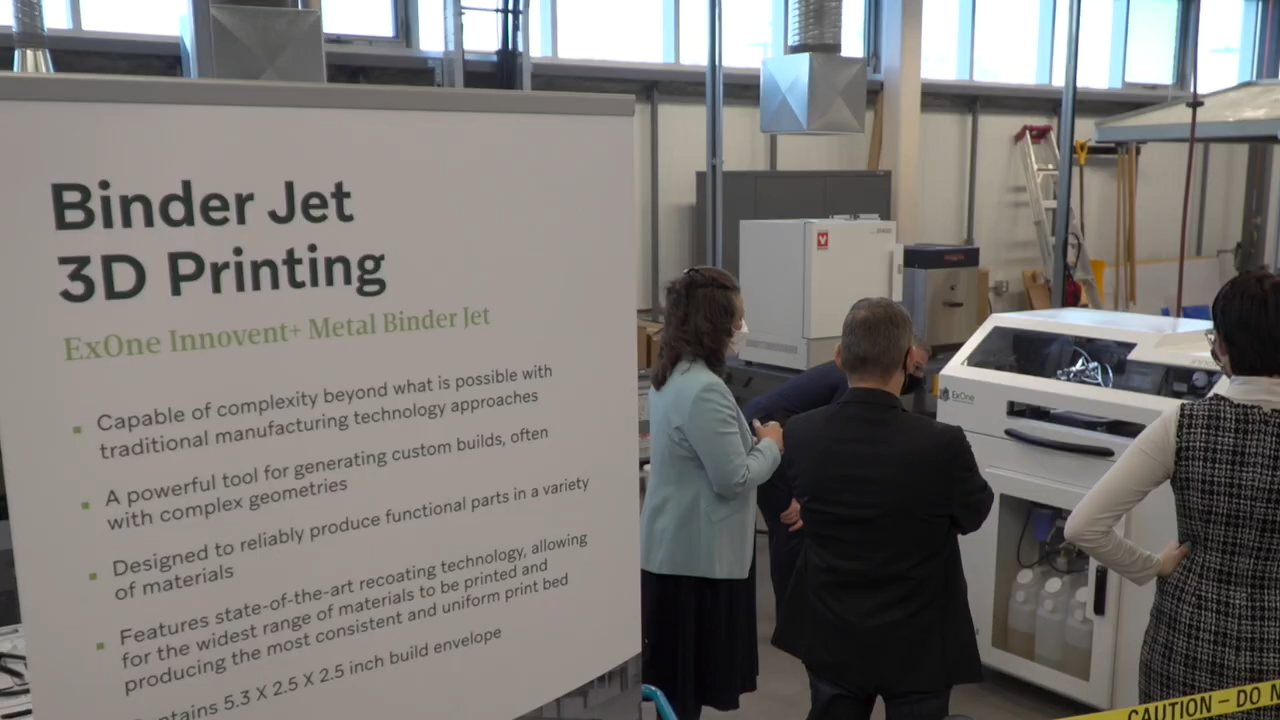 Binder Jet
3D Printing
ExOne Innovent+ Metal Binder Jet
Capable of complexity beyond what is possible with
traditional manufacturing technology approaches
A powerful tool for generating custom builds, often
with complex geometries
Designed to reliably produce functional parts in a variety
of materials
Features state-of-the-art recoating technology, allowing
for the widest range of materials to be printed and
producing the most consistent and uniform print bed
5.3 X 2.5 X 2.5 inch build envelope
ExOne
CAUTION – DO N